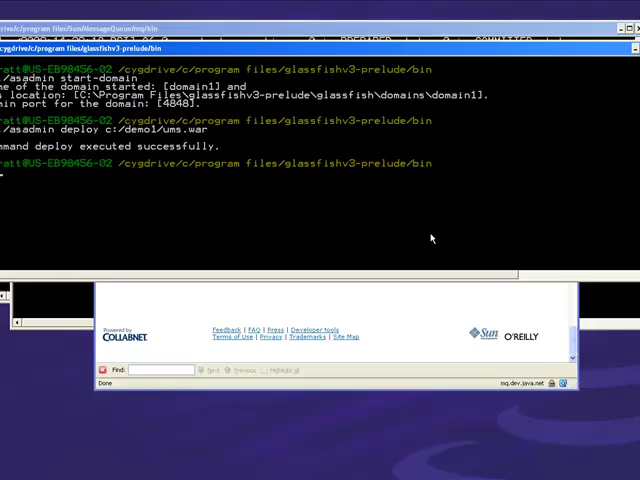 drive/c/program files/Sun/MessageQueue/mq/bin
cygdrive/c/program files/glassfishv3-prelude/bin
ratt@US-EB98456-02 /cygdrive/c/program files/glassfishv3-prelude/bin
/asadmin start-domain
me of the domain started: [domain1] and
s location: [C:\Program Files\glassfishv3-prelude\glassfish\domains\domain1].
min port for the domain: [4848].
ratt@US-EB98456-02 /cygdrive/c/program files/glassfishv3-prelude/bin
/asadmin deploy c:/demo1/ums.war
mmand deploy executed successfully.
ratt@US-EB98456-02 /cygdrive/c/program files/glassfishv3-prelude/bin
Powered by
COLLABNET
Feedback | FAQ | Press | Developer tools
Terms of Use | Privacy | Trademarks | Site Map
Sun
O'REILLY
Find: Next Previous Highlight all
Done
mq.dev.java.net